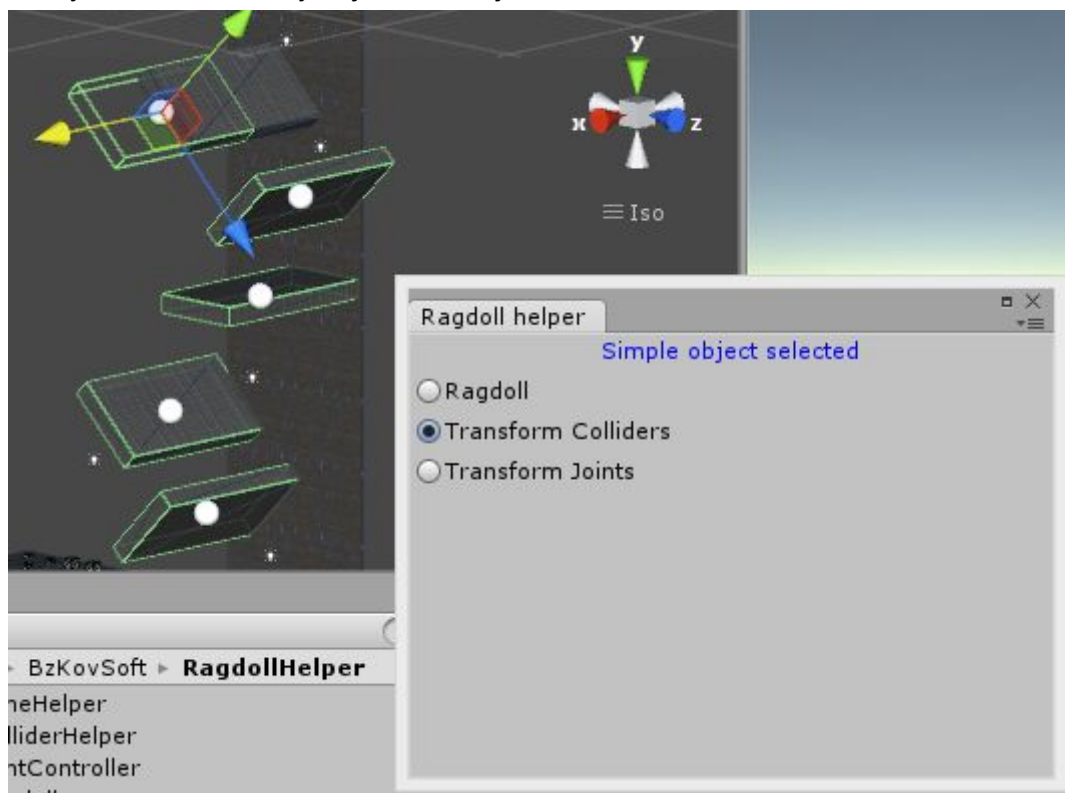 y
x
z
Iso
Ragdoll helper
Simple object selected
Ragdoll
Transform Colliders
Transform Joints
BzKovSoft ▸ RagdollHelper
neHelper
lliderHelper
ntController